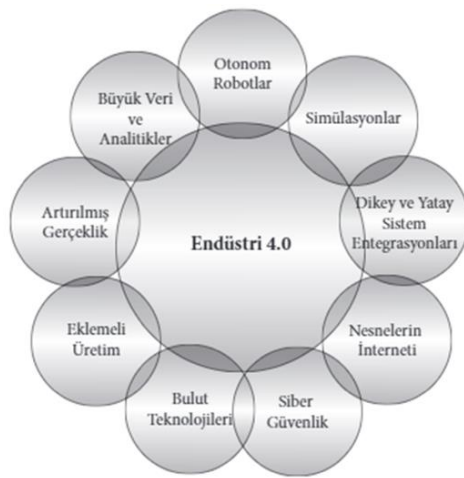 Otonom
Robotlar
Simülasyonlar
Dikey ve Yatay
Sistem
Entegrasyonları
Nesnelerin
İnterneti
Siber
Güvenlik
Bulut
Teknolojileri
Eklemeli
Üretim
Artırılmış
Gerçeklik
Büyük Veri
ve
Analitikler
Endüstri 4.0